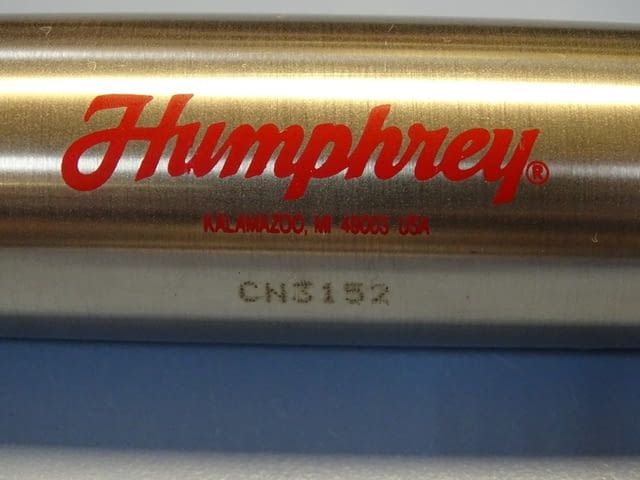 Humphrey®
KALAMAZOO, MI 49003 USA
CN3152